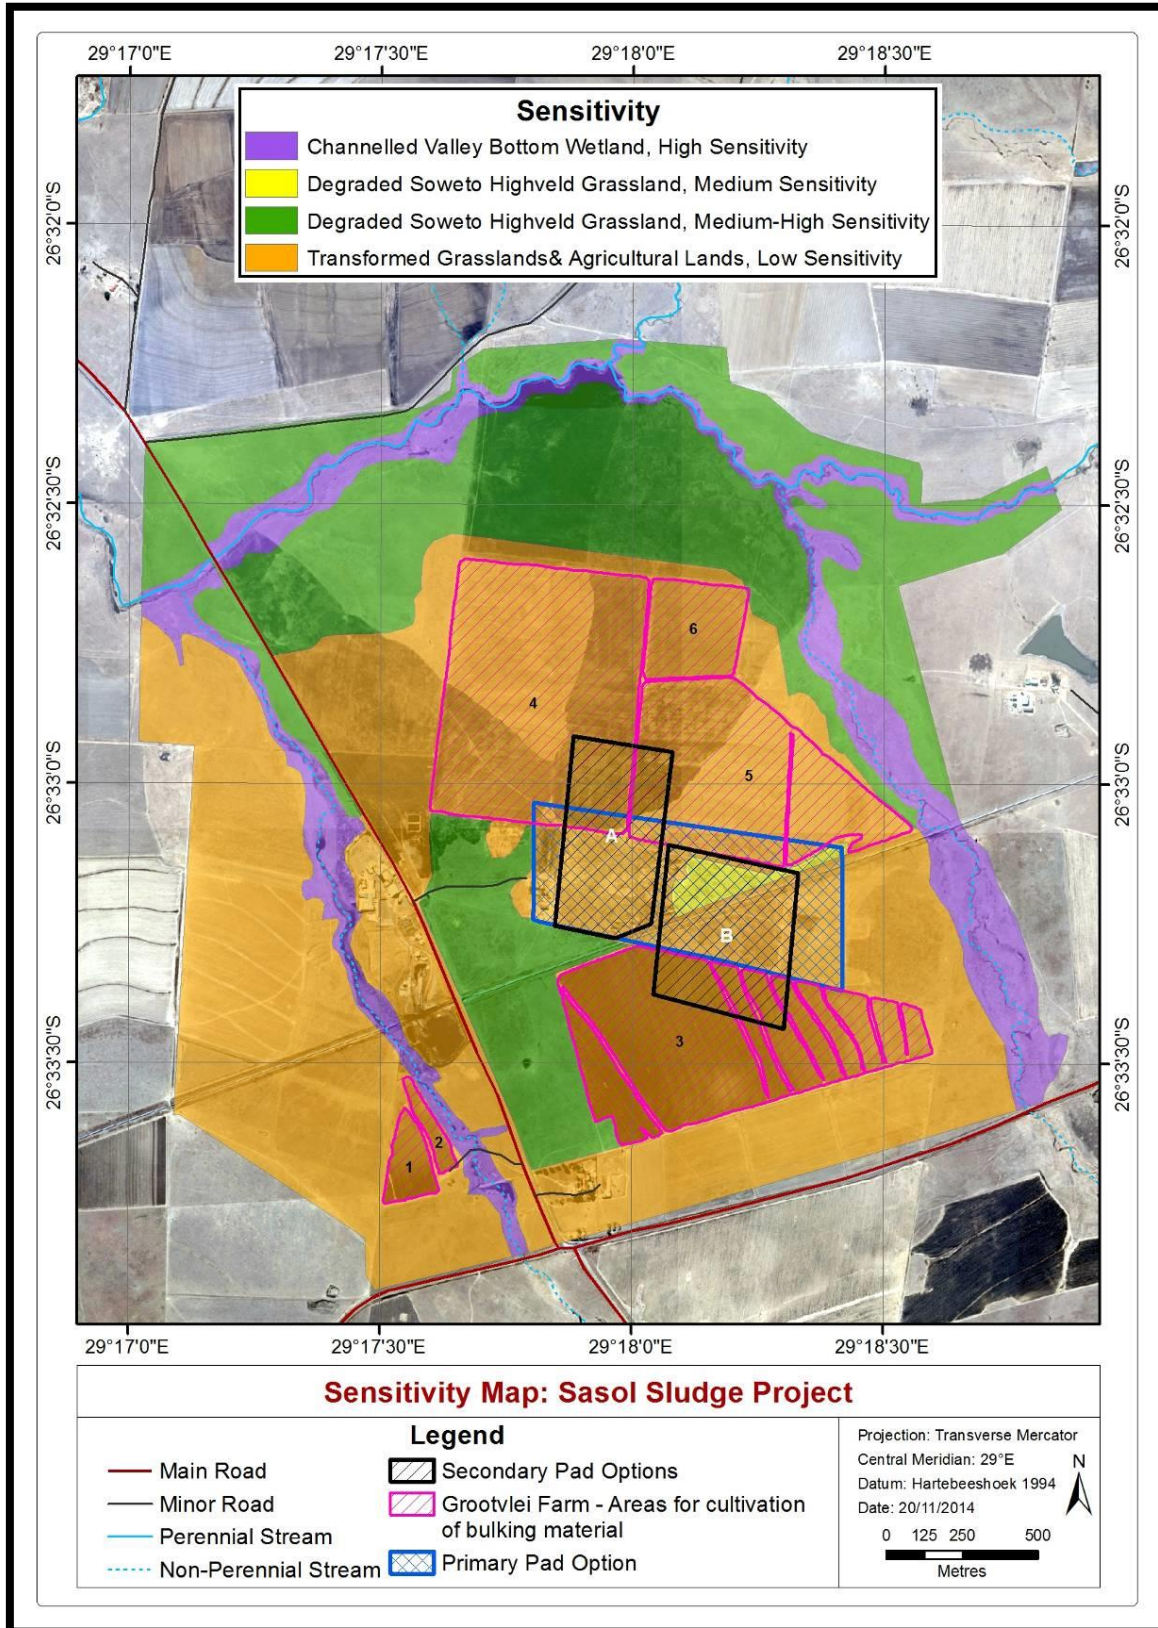 29°17'0"E 29°17'30"E 29°18'0"E 29°18'30"E
Sensitivity
Channelled Valley Bottom Wetland, High Sensitivity
Degraded Soweto Highveld Grassland, Medium Sensitivity
Degraded Soweto Highveld Grassland, Medium-High Sensitivity
Transformed Grasslands& Agricultural Lands, Low Sensitivity
26°32'0"S 26°32'0"S
26°32'30"S 26°32'30"S
6
4
5
26°33'0"S 26°33'0"S
A
B
3
26°33'30"S 26°33'30"S
2
1
29°17'0"E 29°17'30"E 29°18'0"E 29°18'30"E
Sensitivity Map: Sasol Sludge Project
Legend
Main Road
Minor Road
Perennial Stream
Non-Perennial Stream
Secondary Pad Options
Grootvlei Farm - Areas for cultivation
of bulking material
Primary Pad Option
Projection: Transverse Mercator
Central Meridian: 29°E
Datum: Hartebeeshoek 1994
Date: 20/11/2014
N
0 125 250 500
Metres